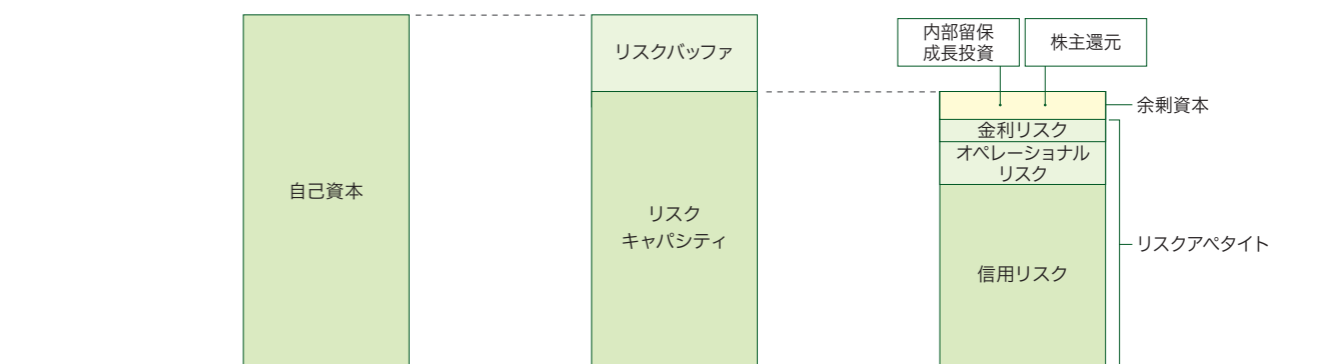 自己資本
リスクバッファ
リスク
キャパシティ
内部留保
成長投資
株主還元
余剰資本
金利リスク
オペレーショナル
リスク
信用リスク
リスクアペタイト